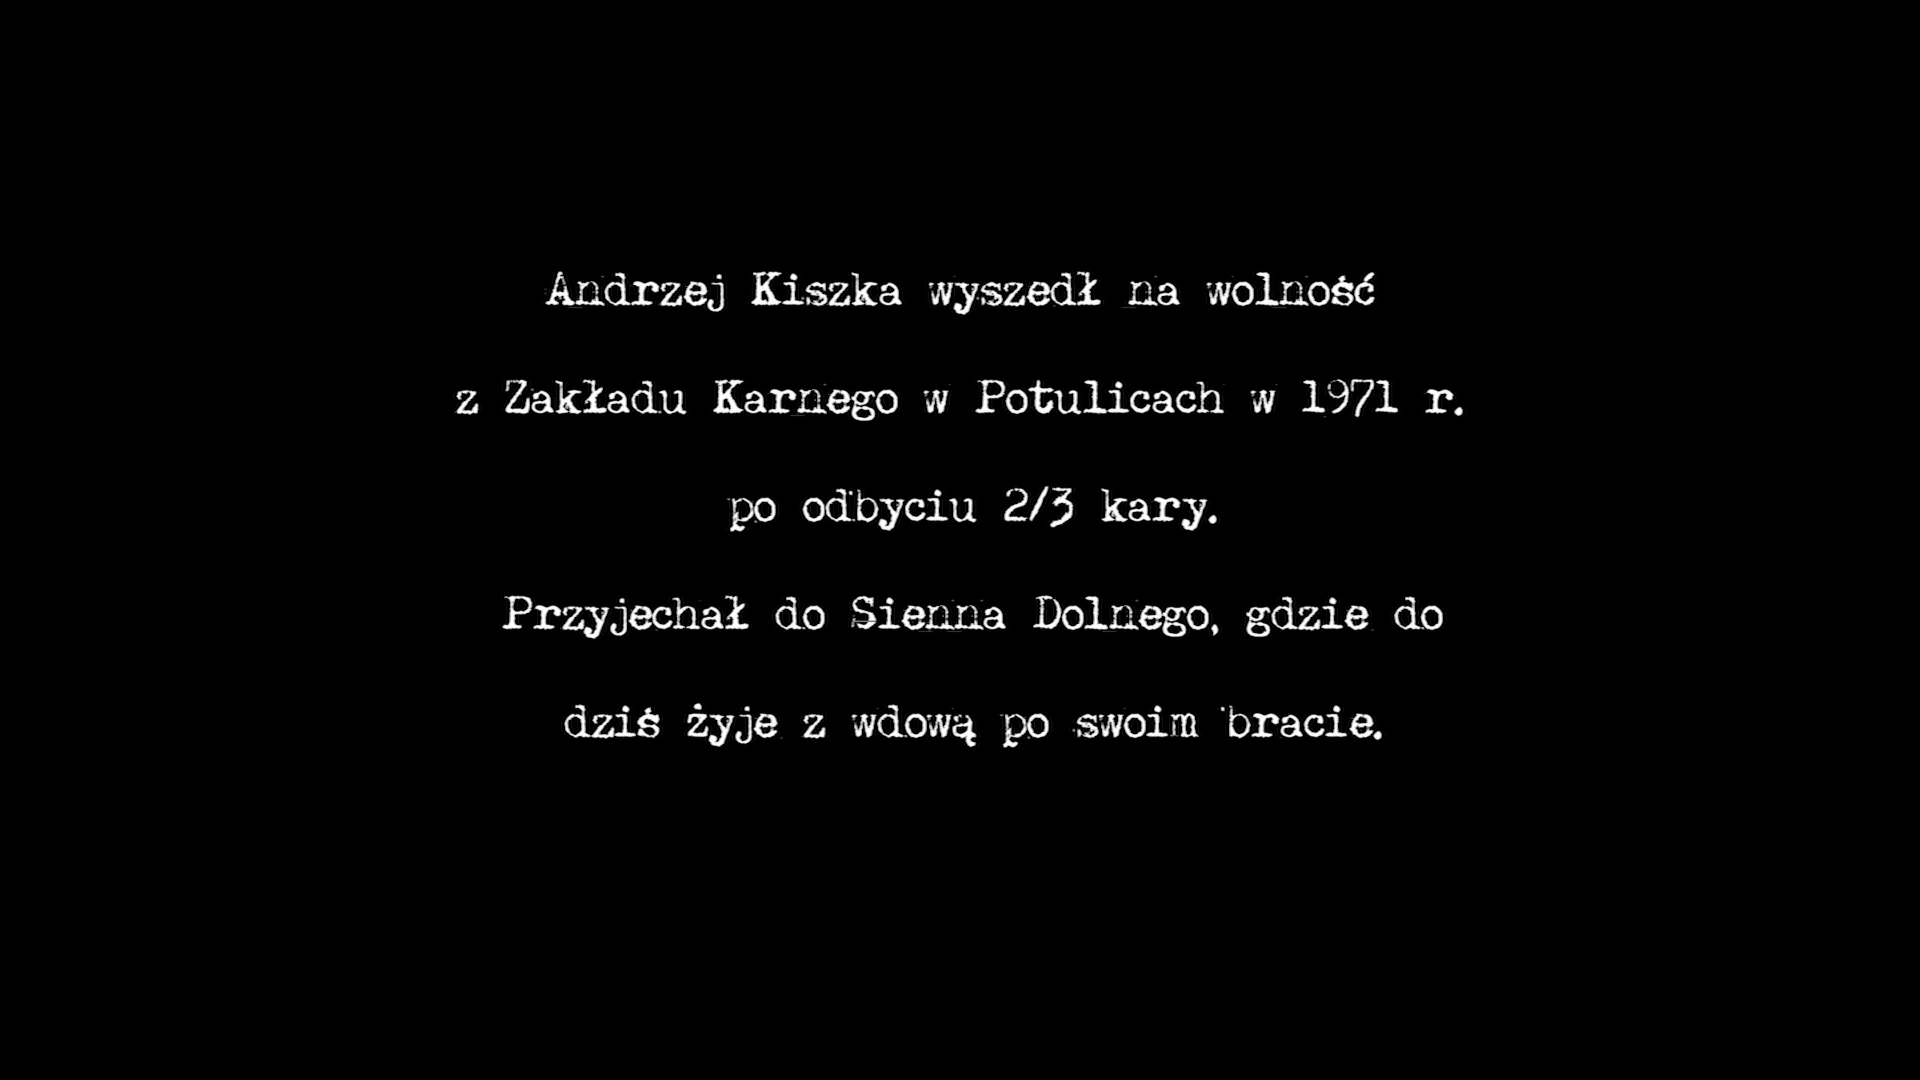 Andrzej Kiszka wyszedł na wolność
z Zakładu Karnego w Potulicach w 1971 r.
po odbyciu 2/3 kary.
Przyjechał do Sienna Dolnego, gdzie do
dziś żyje z wdową po swoim bracie.